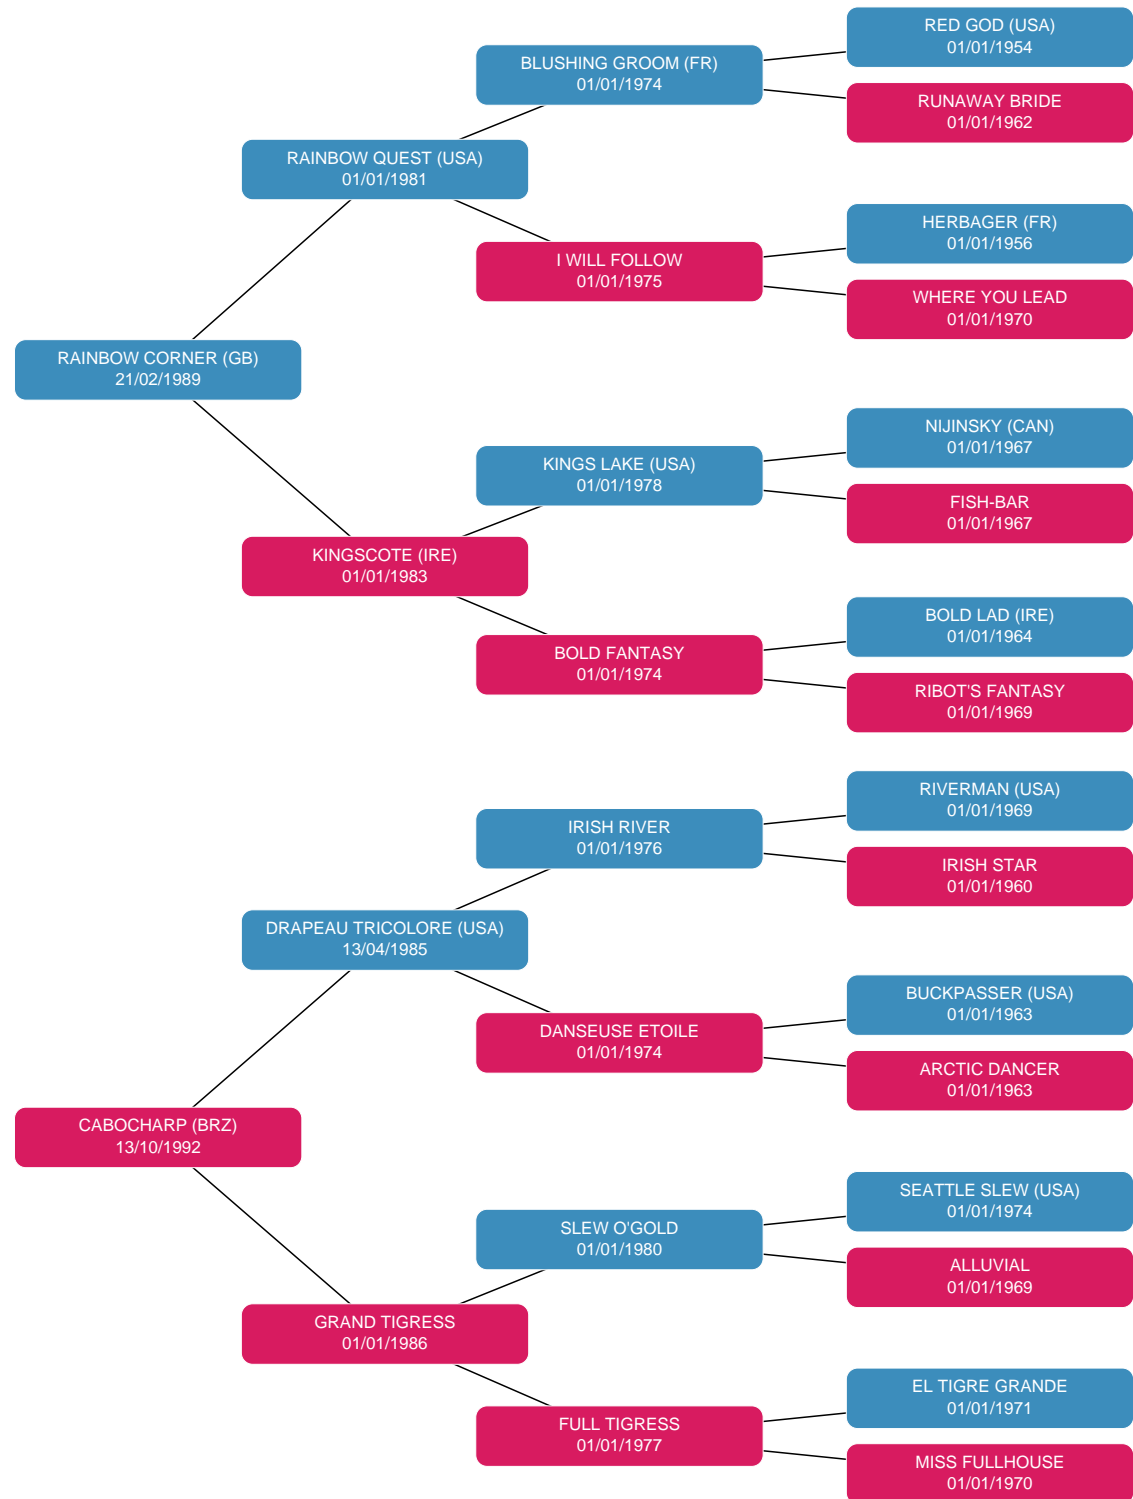 RED GOD (USA)
01/01/1954
BLUSHING GROOM (FR)
01/01/1974
RUNAWAY BRIDE
01/01/1962
RAINBOW QUEST (USA)
01/01/1981
HERBAGER (FR)
01/01/1956
I WILL FOLLOW
01/01/1975
WHERE YOU LEAD
01/01/1970
RAINBOW CORNER (GB)
21/02/1989
NIJINSKY (CAN)
01/01/1967
KINGS LAKE (USA)
01/01/1978
FISH-BAR
01/01/1967
KINGSCOTE (IRE)
01/01/1983
BOLD LAD (IRE)
01/01/1964
BOLD FANTASY
01/01/1974
RIBOT'S FANTASY
01/01/1969
RIVERMAN (USA)
01/01/1969
IRISH RIVER
01/01/1976
IRISH STAR
01/01/1960
DRAPEAU TRICOLORE (USA)
13/04/1985
BUCKPASSER (USA)
01/01/1963
DANSEUSE ETOILE
01/01/1974
ARCTIC DANCER
01/01/1963
CABOCHARP (BRZ)
13/10/1992
SEATTLE SLEW (USA)
01/01/1974
SLEW O'GOLD
01/01/1980
ALLUVIAL
01/01/1969
GRAND TIGRESS
01/01/1986
EL TIGRE GRANDE
01/01/1971
FULL TIGRESS
01/01/1977
MISS FULLHOUSE
01/01/1970